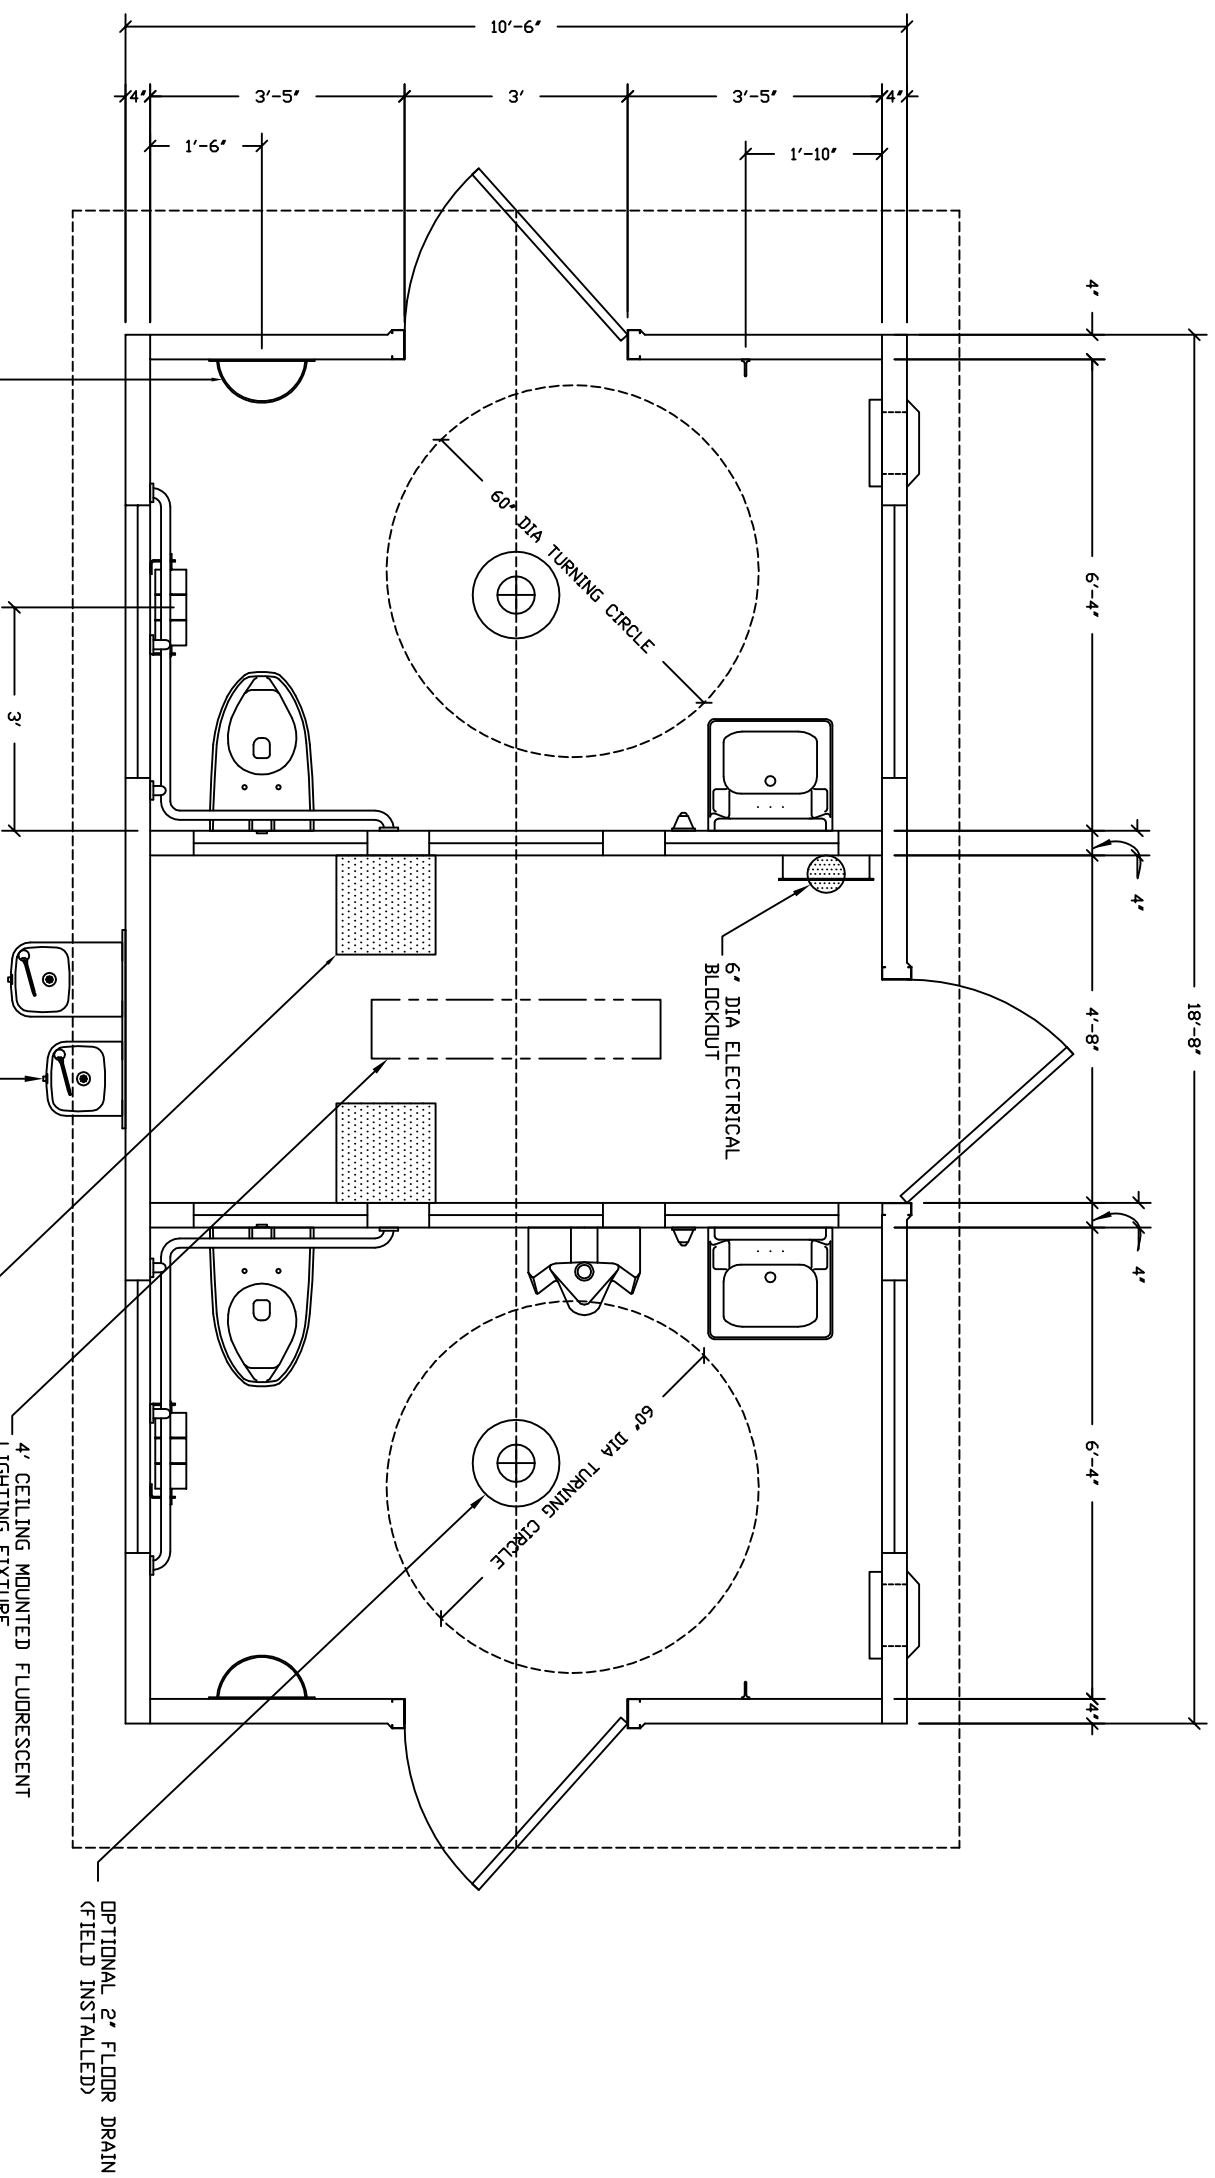 10'-6"
4"
3'-5"
3'
3'-5"
4"
1'-6"
1'-10"
4"
6'-4"
4"
4'-8"
4"
6'-4"
4"
18'-8"
3'
60" DIA TURNING CIRCLE
60" DIA TURNING CIRCLE
6" DIA ELECTRICAL
BLOCKOUT
4' CEILING MOUNTED FLUORESCENT
LIGHTING FIXTURE
OPTIONAL 2" FLOOR DRAIN
(FIELD INSTALLED)